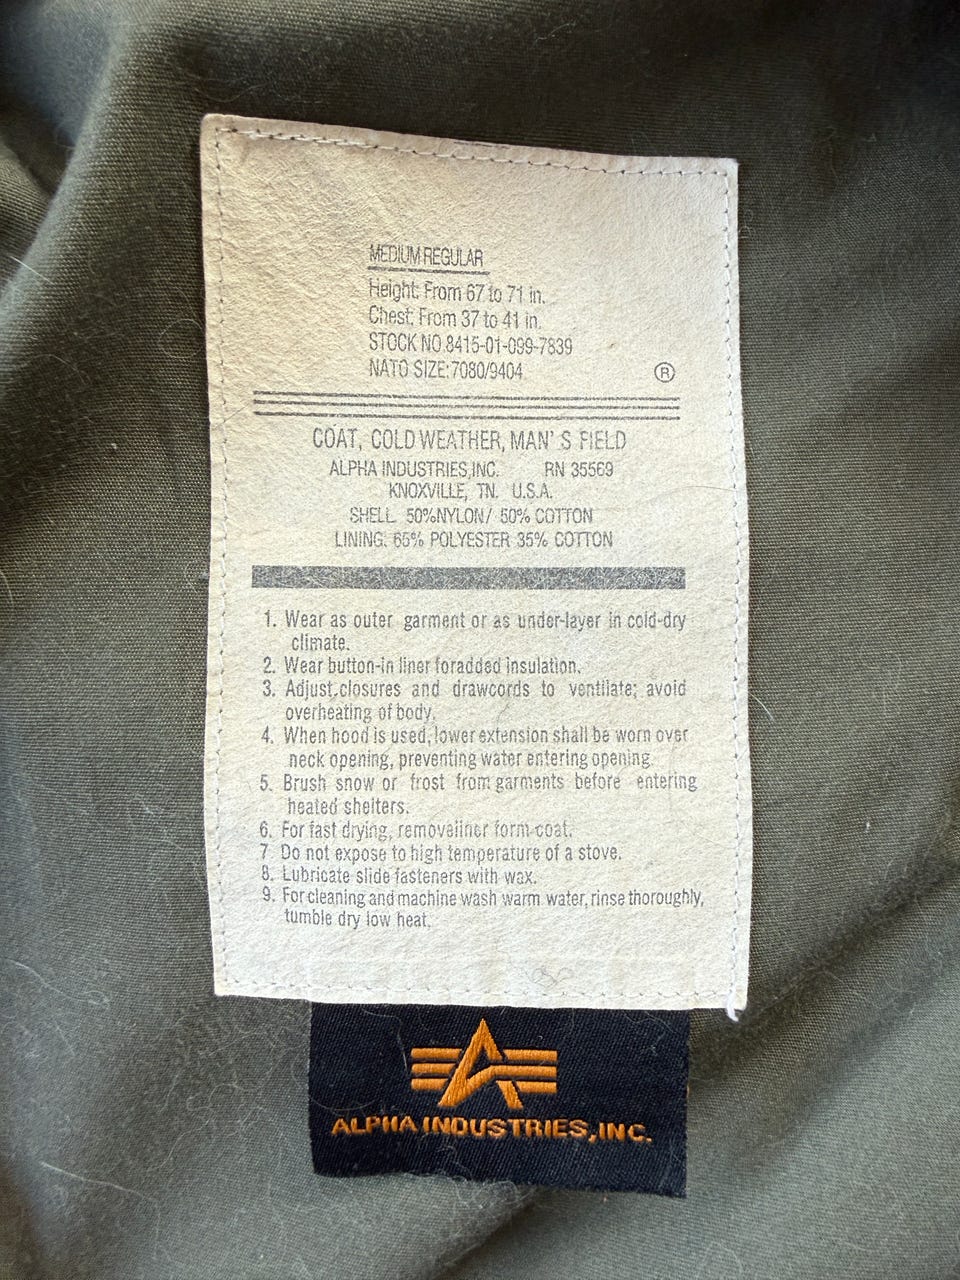 MEDIUM REGULAR
Height: From 67 to 71 in.
Chest: From 37 to 41 in.
STOCK NO.8415-01-099-7839
NATO SIZE:7080/9404
®
COAT, COLD WEATHER, MAN' S FIELD
ALPHA INDUSTRIES,INC. RN 35569
KNOXVILLE, TN. U.S.A.
SHELL. 50%NYLON/ 50% COTTON
LINING: 65% POLYESTER 35% COTTON
1. Wear as outer garment or as under-layer in cold-dry
climate.
2. Wear button-in liner foradded insulation.
3. Adjust.closures and drawcords to ventilate; avoid
overheating of body.
4. When hood is used, lower extension shall be worn over
neck opening, preventing water entering opening
5. Brush snow or frost from garments before entering
heated shelters.
6. For fast drying, removeliner form coat.
7 Do not expose to high temperature of a stove.
8. Lubricate slide fasteners with wax.
9. For cleaning and machine wash warm water, rinse thoroughly,
tumble dry low heat.
ALPHA INDUSTRIES,INC.